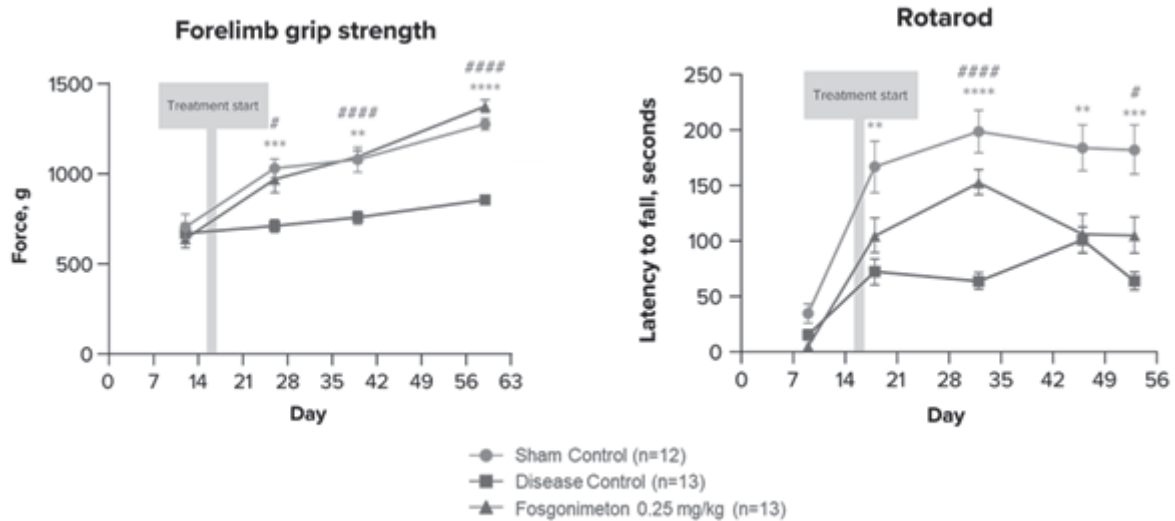 Forelimb grip strength
Rotarod
Force, g
1500
1000
500
0
Treatment start
#
***
####
**
####
****
0 7 14 21 28 35 42 49 56 63
Day
Latency to fall, seconds
250
200
150
100
50
0
Treatment start
**
####
****
**
#
***
0 7 14 21 28 35 42 49 56
Day
Sham Control (n=12)
Disease Control (n=13)
Fosgonimeton 0.25 mg/kg (n=13)